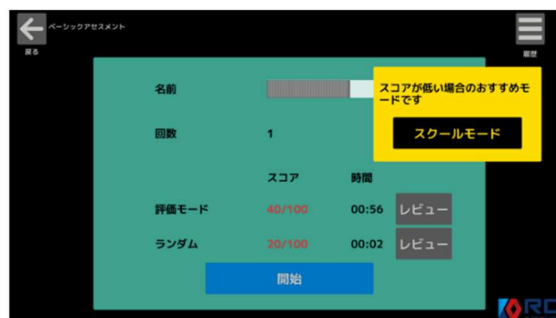 ベーシックアセスメント
戻る
履歴
名前
スコアが低い場合のおすすめモ
ードです
スクールモード
回数 1
スコア 時間
評価モード 40/100 00:56 レビュー
ランダム 20/100 00:02 レビュー
開始
RC